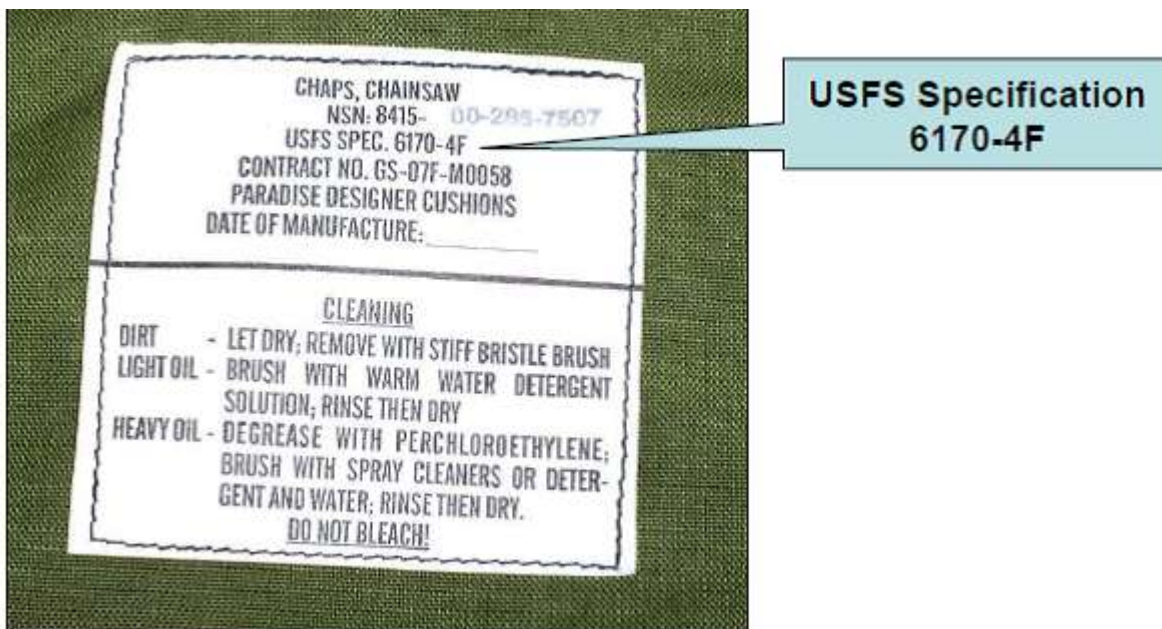 CHAPS, CHAINSAW
NSN: 8415- 00-286-7507
USFS SPEC. 6170-4F
CONTRACT NO. GS-07F-M0058
PARADISE DESIGNER CUSHIONS
DATE OF MANUFACTURE:
CLEANING
DIRT - LET DRY; REMOVE WITH STIFF BRISTLE BRUSH
LIGHT OIL - BRUSH WITH WARM WATER DETERGENT
SOLUTION; RINSE THEN DRY
HEAVY OIL - DEGREASE WITH PERCHLOROETHYLENE;
BRUSH WITH SPRAY CLEANERS OR DETER-
GENT AND WATER; RINSE THEN DRY.
DO NOT BLEACH!
USFS Specification
6170-4F